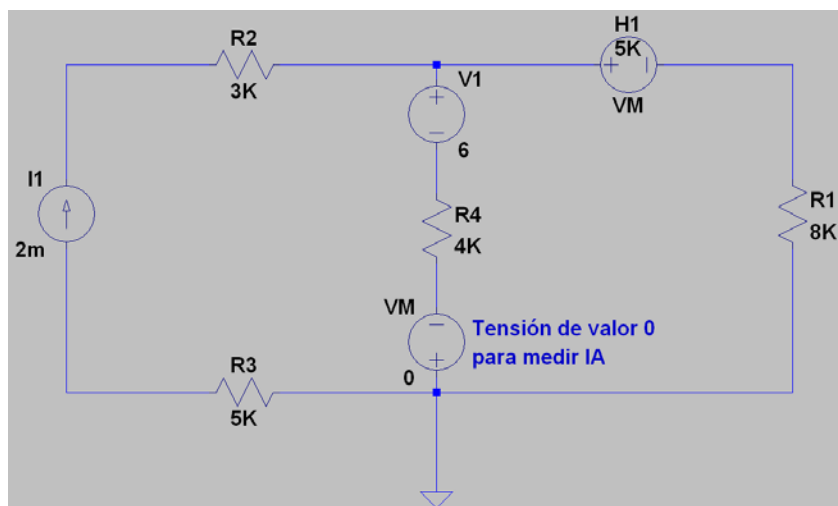 R2
3K
H1
5K
VM
V1
6
I1
2m
R4
4K
R1
8K
VM
0
Tensión de valor 0
para medir IA
R3
5K